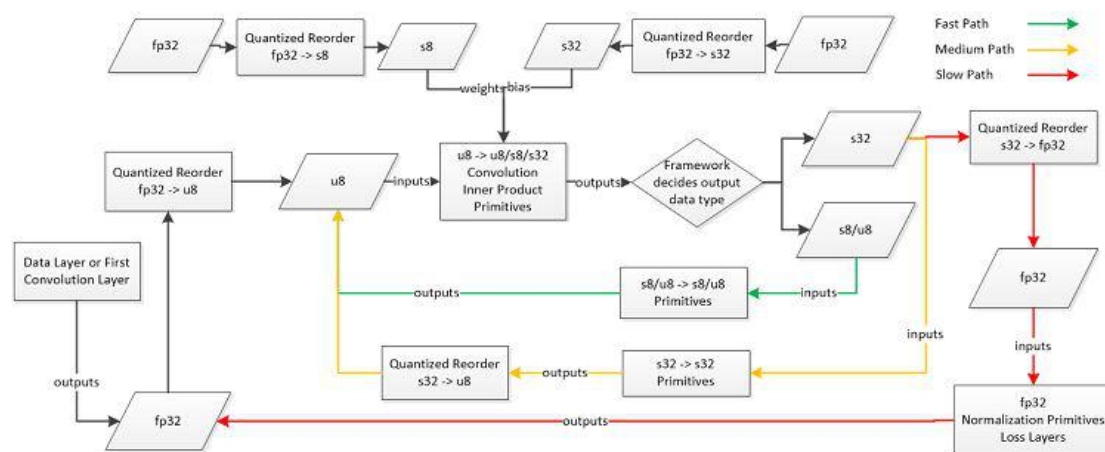 fp32
Quantized Reorder
fp32 -> s8
s8
s32
Quantized Reorder
fp32 -> s32
fp32
Fast Path
Medium Path
Slow Path
weights
bias
Quantized Reorder
fp32 -> u8
u8
inputs
u8 -> u8/s8/s32
Convolution
Inner Product
Primitives
outputs
Framework
decides output
data type
s32
Quantized Reorder
s32 -> fp32
s8/u8
Data Layer or First
Convolution Layer
outputs
s8/u8 -> s8/u8
Primitives
inputs
fp32
inputs
inputs
Quantized Reorder
s32 -> u8
outputs
s32 -> s32
Primitives
outputs
fp32
outputs
fp32
Normalization Primitives
Loss Layers